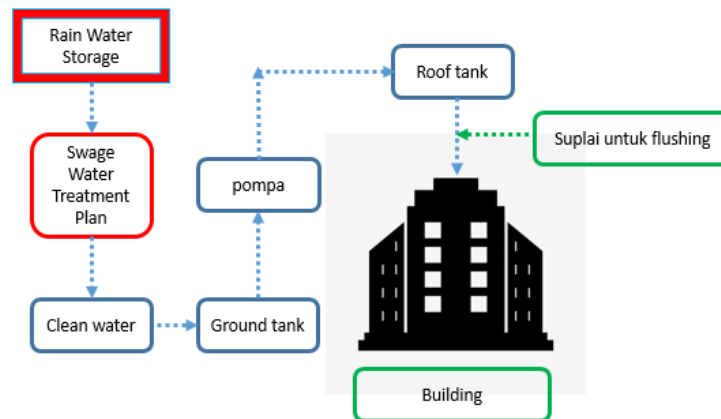 Rain Water
Storage
Swage
Water
Treatment
Plan
Clean water
Ground tank
pompa
Roof tank
Suplai untuk flushing
Building